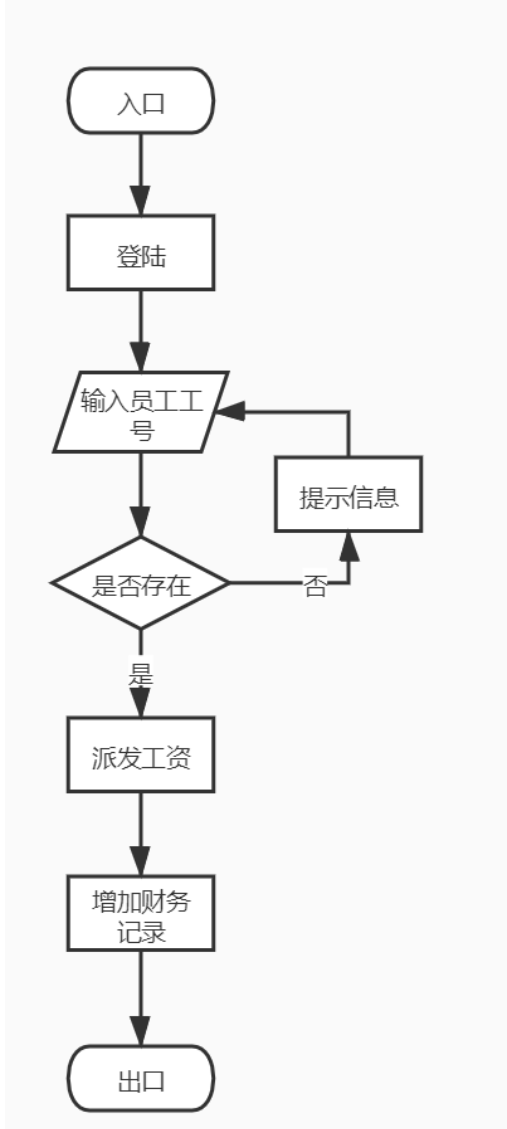 入口
登陆
输入员工工
号
提示信息
是否存在
否
是
派发工资
增加财务
记录
出口